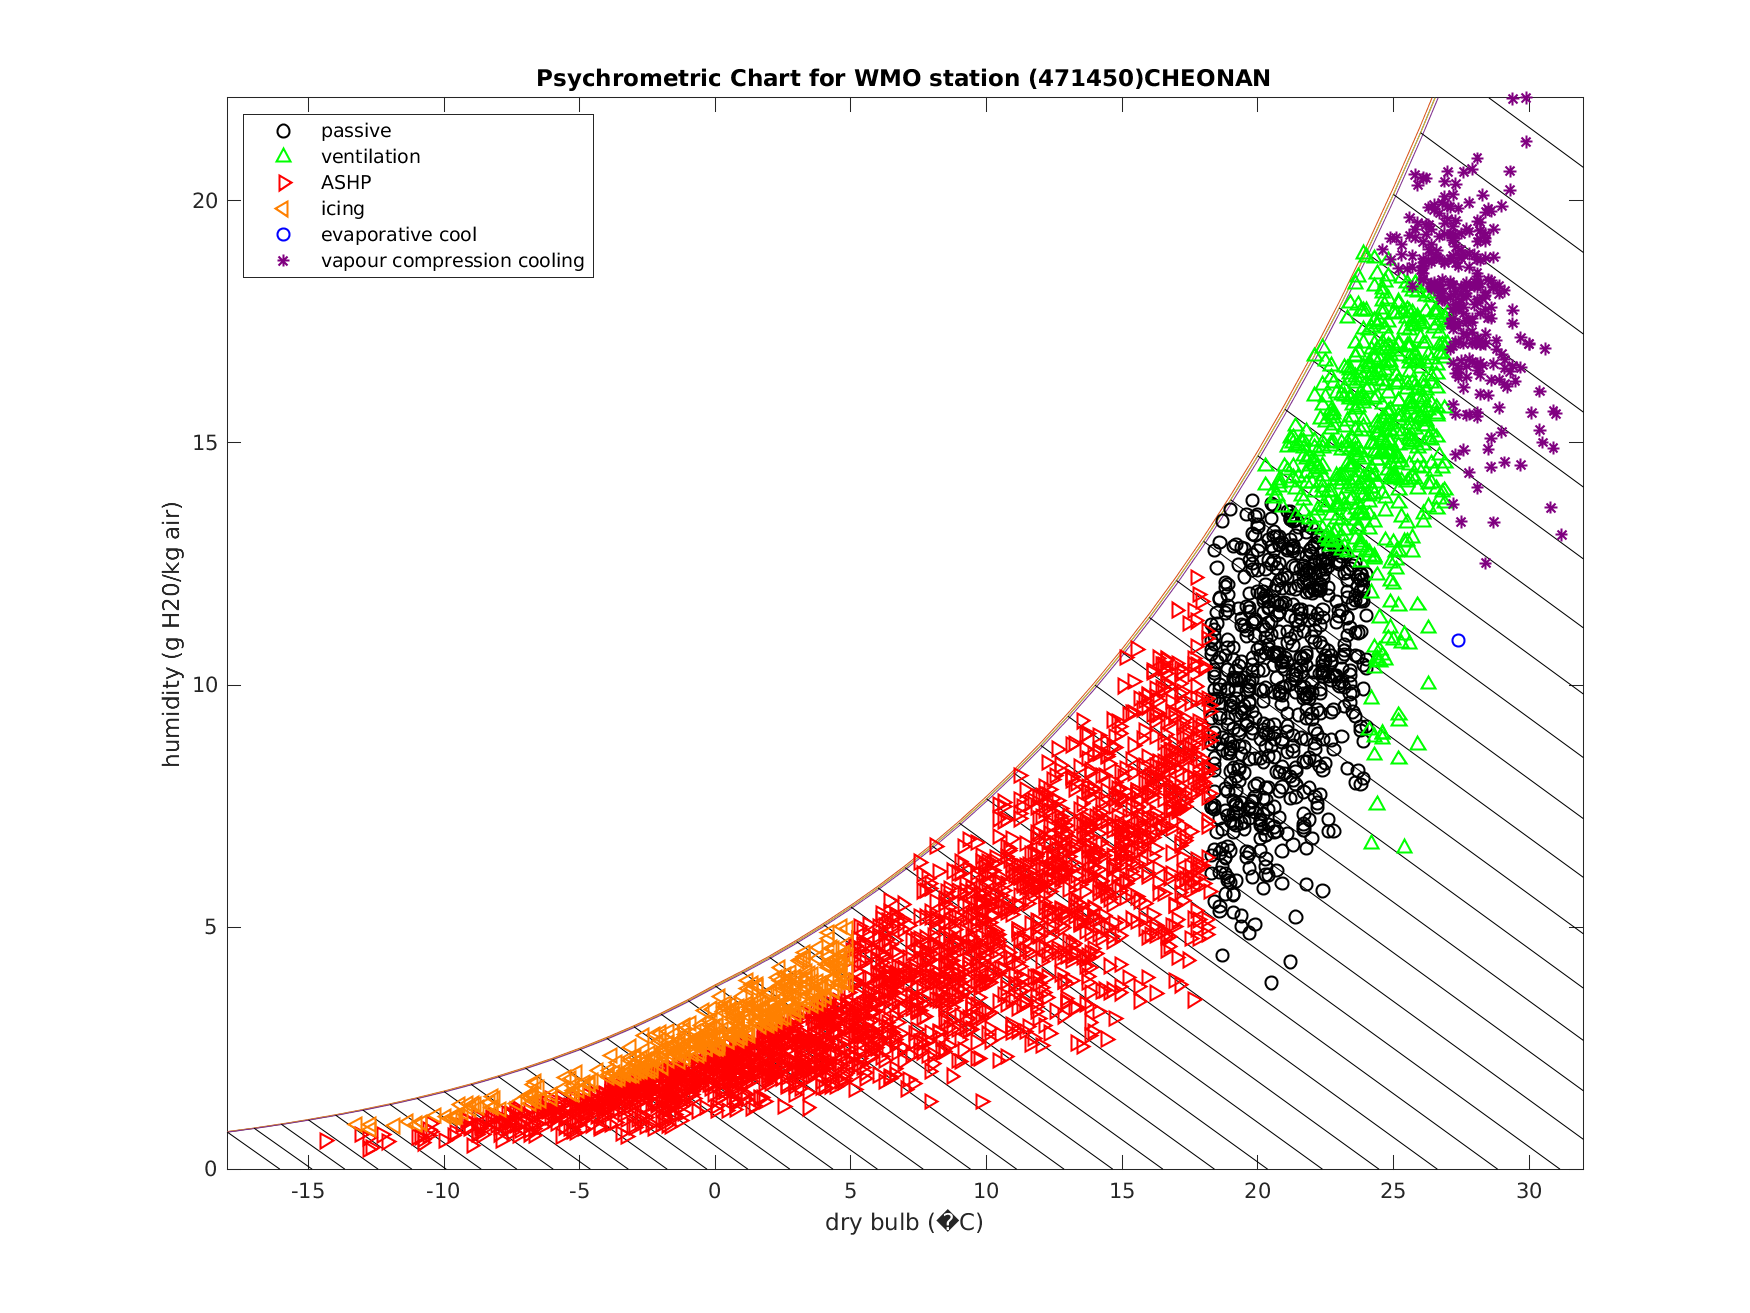 Psychrometric Chart for WMO station (471450)CHEONAN
passive
ventilation
ASHP
icing
evaporative cool
vapour compression cooling
20
15
10
5
0
humidity (g H20/kg air)
-15 -10 -5 0 5 10 15 20 25 30
dry bulb (�C)